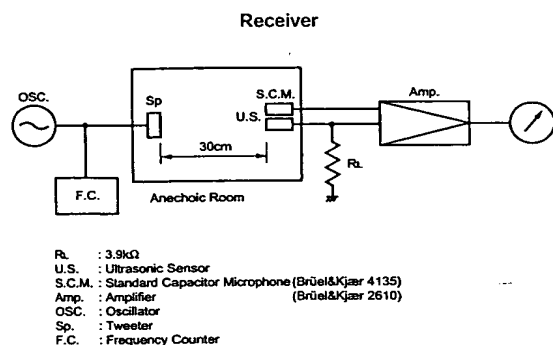 Receiver
OSC.
Sp
S.C.M.
U.S.
Amp.
30cm
RL
F.C.
Anechoic Room
RL : 3.9kΩ
U.S. : Ultrasonic Sensor
S.C.M. : Standard Capacitor Microphone (Brüel&Kjær 4135)
Amp. : Amplifier (Brüel&Kjær 2610)
OSC. : Oscillator
Sp. : Tweeter
F.C. : Frequency Counter